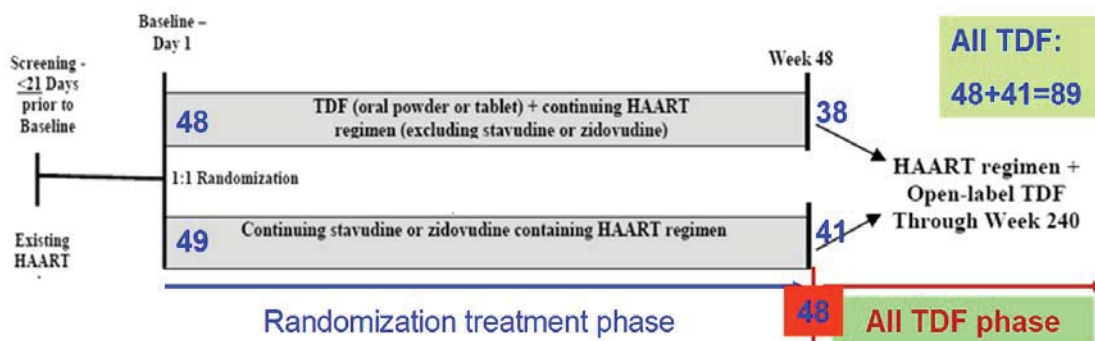 Baseline –
Day 1
Screening -
<21 Days
prior to
Baseline
Week 48
All TDF:
48+41=89
48
TDF (oral powder or tablet) + continuing HAART
regimen (excluding stavudine or zidovudine)
38
1:1 Randomization
HAART regimen +
Open-label TDF
Through Week 240
Existing
HAART
49
Continuing stavudine or zidovudine containing HAART regimen
41
Randomization treatment phase
48
All TDF phase